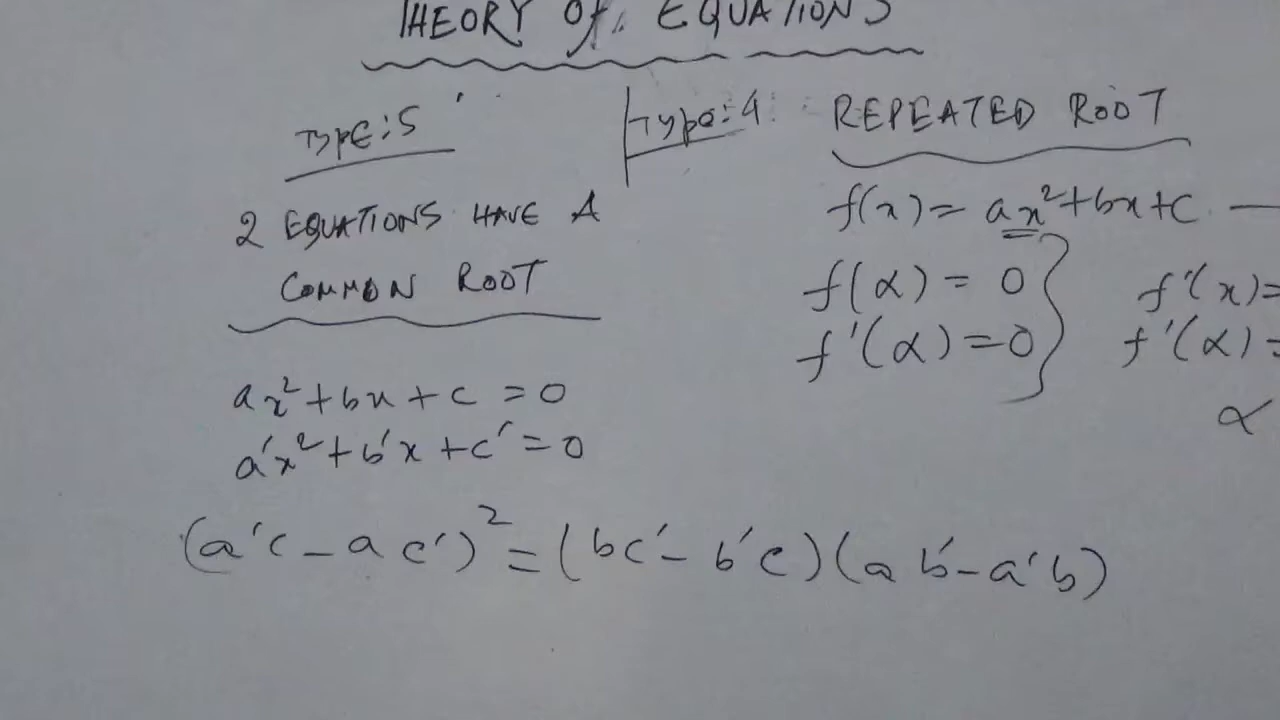 THEORY Of. EQUATIONS
TypE:5
2 EQUATIONS HAVE A
COMMON ROOT
ax²+bx+c=0
a'x²+b'x+c'=0
Type:4 REPEATED ROOT
f(x)=ax²+bx+c —
f(α)=0
f'(α)=0
f'(x)=
f'(α)=
α
(a'c-ac')²=(bc'-b'c)(ab'-a'b)